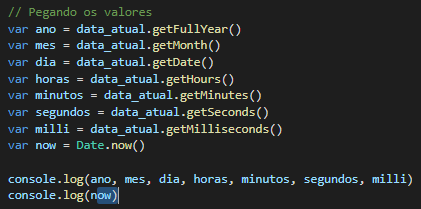 // Pegando os valores
var ano = data_atual.getFullYear()
var mes = data_atual.getMonth()
var dia = data_atual.getDate()
var horas = data_atual.getHours()
var minutos = data_atual.getMinutes()
var segundos = data_atual.getSeconds()
var milli = data_atual.getMilliseconds()
var now = Date.now()
console.log(ano, mes, dia, horas, minutos, segundos, milli)
console.log(now)